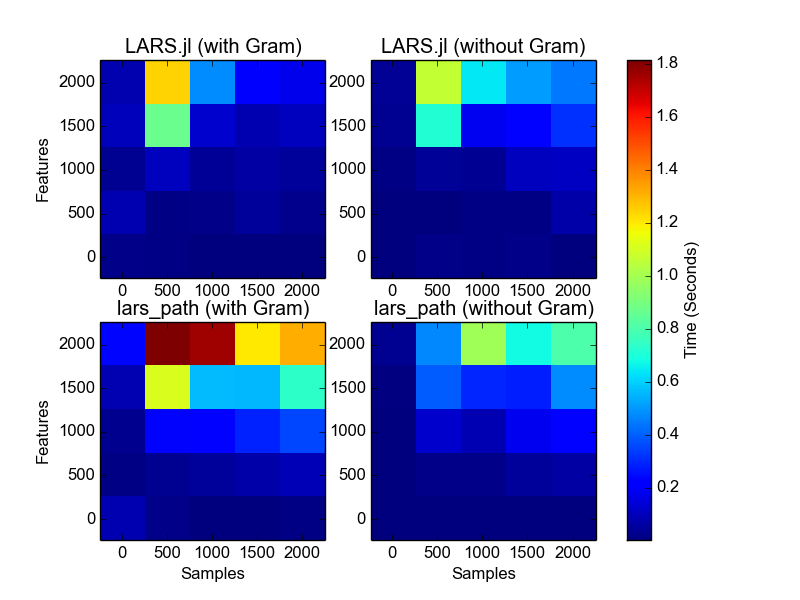 LARS.jl (with Gram)
LARS.jl (without Gram)
Features
2000
1500
1000
500
0
0 500 1000 1500 2000
2000
1500
1000
500
0
0 500 1000 1500 2000
lars_path (with Gram)
lars_path (without Gram)
Features
2000
1500
1000
500
0
0 500 1000 1500 2000
Samples
2000
1500
1000
500
0
0 500 1000 1500 2000
Samples
1.8
1.6
1.4
1.2
1.0
0.8
0.6
0.4
0.2
Time (Seconds)